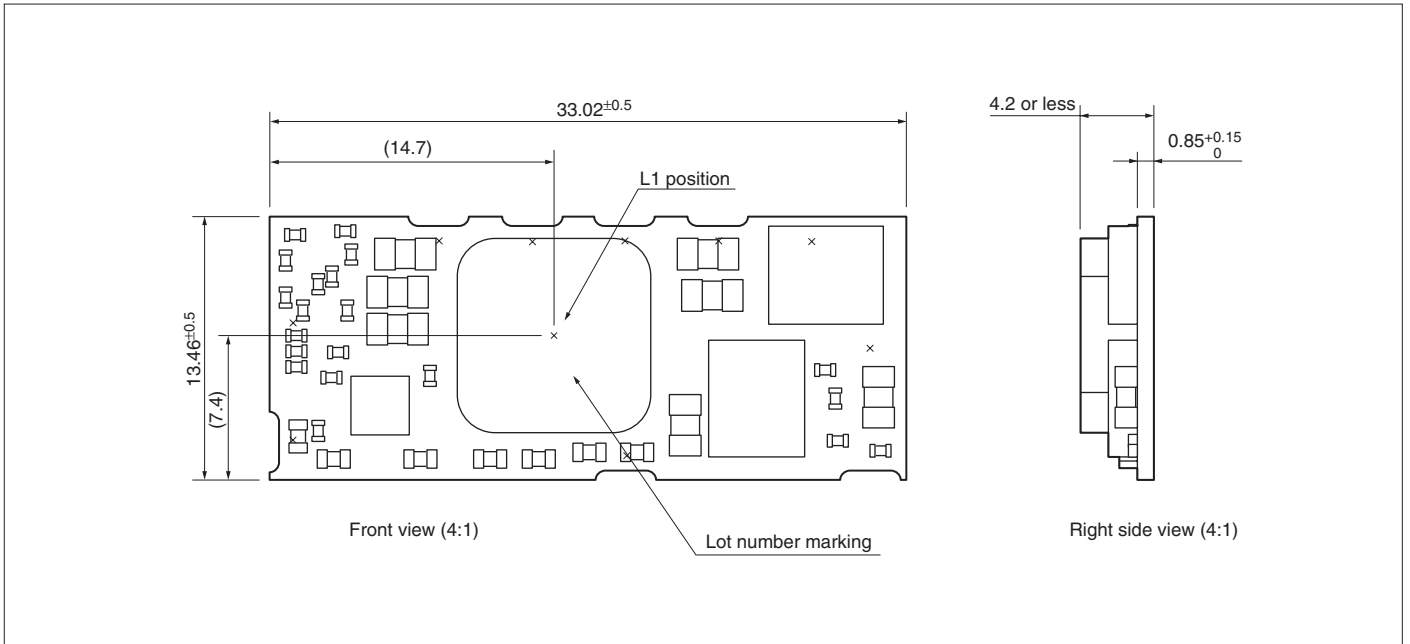 33.02±0.5
(14.7)
L1 position
13.46±0.5
(7.4)
Front view (4:1)
Lot number marking
4.2 or less
0.85+0.15
0
Right side view (4:1)